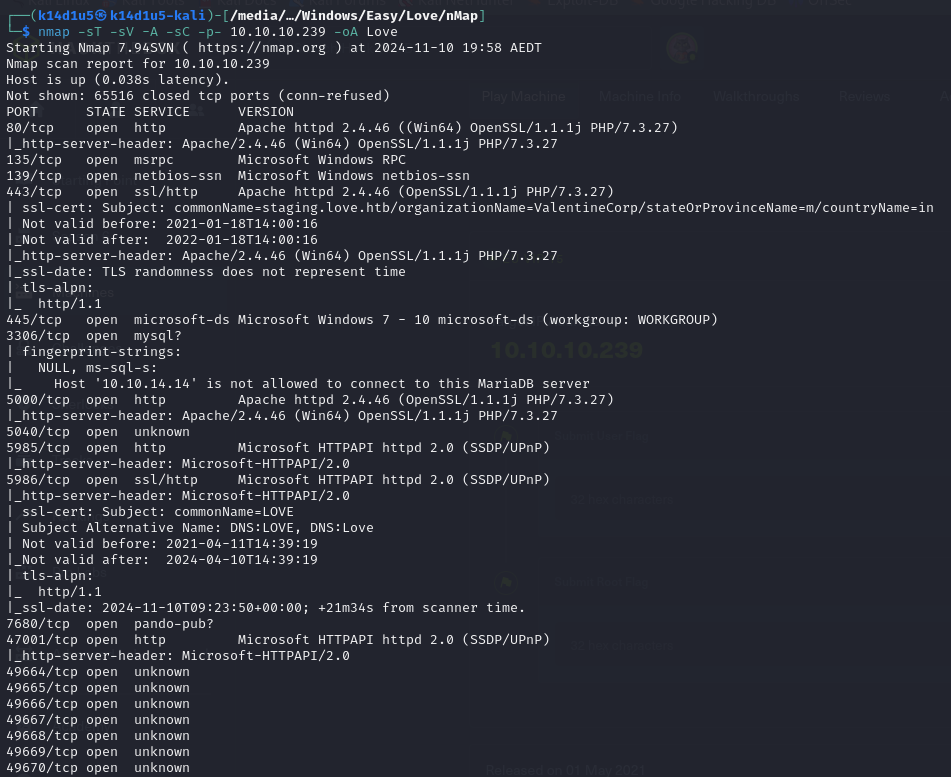 ┌──(k14d1u5㉿k14d1u5-kali)-[/media/…/Windows/Easy/Love/nMap]
└─$ nmap -sT -sV -A -sC -p- 10.10.10.239 -oA Love
Starting Nmap 7.94SVN ( https://nmap.org ) at 2024-11-10 19:58 AEDT
Nmap scan report for 10.10.10.239
Host is up (0.038s latency).
Not shown: 65516 closed tcp ports (conn-refused)
PORT      STATE SERVICE      VERSION
80/tcp    open  http         Apache httpd 2.4.46 ((Win64) OpenSSL/1.1.1j PHP/7.3.27)
|_http-server-header: Apache/2.4.46 (Win64) OpenSSL/1.1.1j PHP/7.3.27
135/tcp   open  msrpc        Microsoft Windows RPC
139/tcp   open  netbios-ssn  Microsoft Windows netbios-ssn
443/tcp   open  ssl/http     Apache httpd 2.4.46 (OpenSSL/1.1.1j PHP/7.3.27)
| ssl-cert: Subject: commonName=staging.love.htb/organizationName=ValentineCorp/stateOrProvinceName=m/countryName=in
| Not valid before: 2021-01-18T14:00:16
|_Not valid after:  2022-01-18T14:00:16
|_http-server-header: Apache/2.4.46 (Win64) OpenSSL/1.1.1j PHP/7.3.27
|_ssl-date: TLS randomness does not represent time
| tls-alpn:
|_  http/1.1
445/tcp   open  microsoft-ds Microsoft Windows 7 - 10 microsoft-ds (workgroup: WORKGROUP)
3306/tcp  open  mysql?
| fingerprint-strings:
|   NULL, ms-sql-s:
|_    Host '10.10.14.14' is not allowed to connect to this MariaDB server
5000/tcp  open  http         Apache httpd 2.4.46 (OpenSSL/1.1.1j PHP/7.3.27)
|_http-server-header: Apache/2.4.46 (Win64) OpenSSL/1.1.1j PHP/7.3.27
5040/tcp  open  unknown
5985/tcp  open  http         Microsoft HTTPAPI httpd 2.0 (SSDP/UPnP)
|_http-server-header: Microsoft-HTTPAPI/2.0
5986/tcp  open  ssl/http     Microsoft HTTPAPI httpd 2.0 (SSDP/UPnP)
|_http-server-header: Microsoft-HTTPAPI/2.0
| ssl-cert: Subject: commonName=LOVE
| Subject Alternative Name: DNS:LOVE, DNS:Love
| Not valid before: 2021-04-11T14:39:19
|_Not valid after:  2024-04-10T14:39:19
| tls-alpn:
|_  http/1.1
|_ssl-date: 2024-11-10T09:23:50+00:00; +21m34s from scanner time.
7680/tcp  open  pando-pub?
47001/tcp open  http         Microsoft HTTPAPI httpd 2.0 (SSDP/UPnP)
|_http-server-header: Microsoft-HTTPAPI/2.0
49664/tcp open  unknown
49665/tcp open  unknown
49666/tcp open  unknown
49667/tcp open  unknown
49668/tcp open  unknown
49669/tcp open  unknown
49670/tcp open  unknown
Play Machine Machine Info Walkthroughs Reviews
10.10.10.239
Released on 01 May 2021